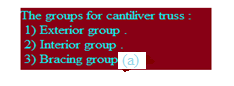 The groups for cantiliver truss :
1) Exterior group .
2) Interior group .
3) Bracing group (a)